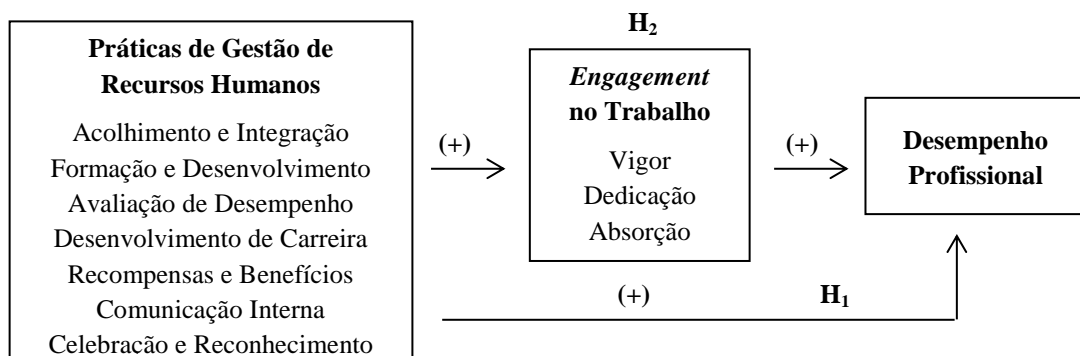 Práticas de Gestão de
Recursos Humanos
Acolhimento e Integração
Formação e Desenvolvimento
Avaliação de Desempenho
Desenvolvimento de Carreira
Recompensas e Benefícios
Comunicação Interna
Celebração e Reconhecimento
(+)
H2
Engagement
no Trabalho
Vigor
Dedicação
Absorção
(+)
Desempenho
Profissional
(+)
H1